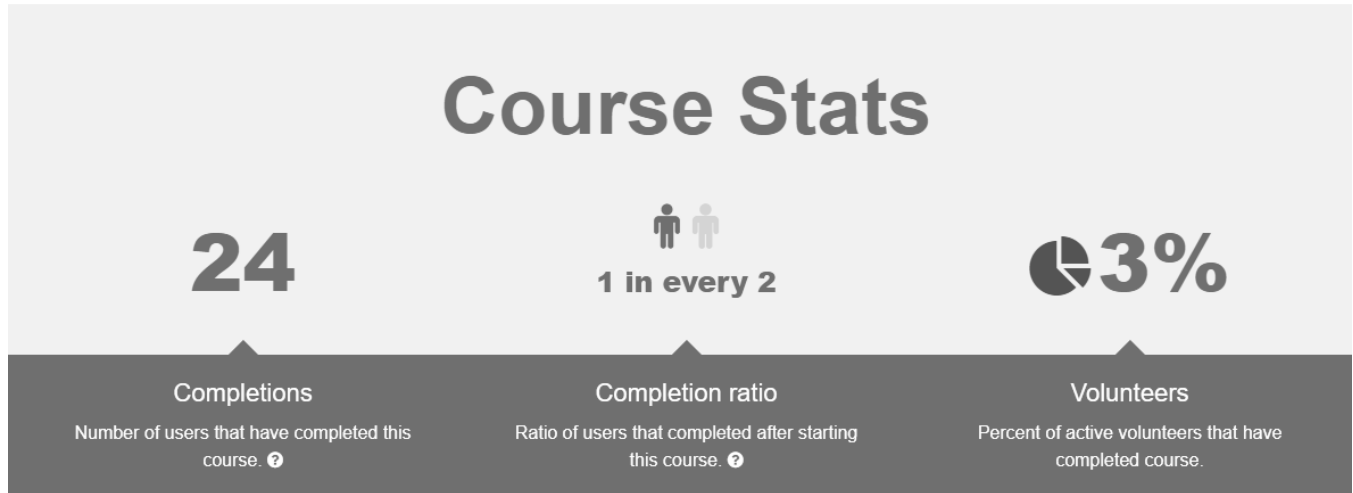 Course Stats
24
1 in every 2
3%
Completions
Number of users that have completed this
course. ?
Completion ratio
Ratio of users that completed after starting
this course. ?
Volunteers
Percent of active volunteers that have
completed course.